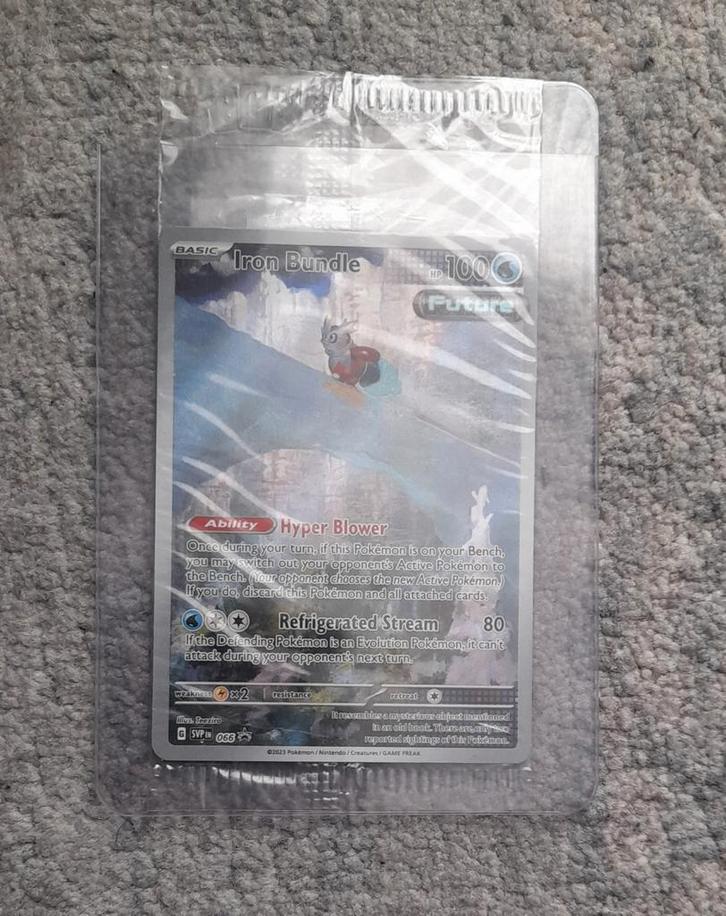 BASIC Iron Bundle HP 100
Future
Ability Hyper Blower
Once during your turn, if this Pokémon is on your Bench,
you may switch out your opponent's Active Pokémon to
the Bench. (Your opponent chooses the new Active Pokémon.)
If you do, discard this Pokémon and all attached cards.
Refrigerated Stream 80
If the Defending Pokémon is an Evolution Pokémon, it can't
attack during your opponent's next turn.
weakness ×2 resistance retreat
Illus. Teeziro
It resembles a mysterious object mentioned
in an old book. There are only two
reported sightings of this Pokémon.
G SVP EN 066
©2023 Pokémon / Nintendo / Creatures / GAME FREAK